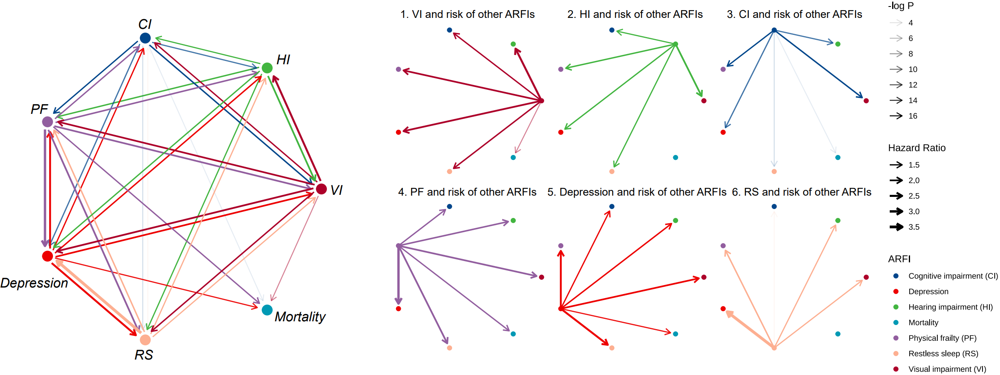 CI
HI
PF
VI
Depression
Mortality
RS
1. VI and risk of other ARFIs
2. HI and risk of other ARFIs
3. CI and risk of other ARFIs
4. PF and risk of other ARFIs
5. Depression and risk of other ARFIs
6. RS and risk of other ARFIs
-log P
4
6
8
10
12
14
16
Hazard Ratio
1.5
2.0
2.5
3.0
3.5
ARFI
Cognitive impairment (CI)
Depression
Hearing impairment (HI)
Mortality
Physical frailty (PF)
Restless sleep (RS)
Visual impairment (VI)